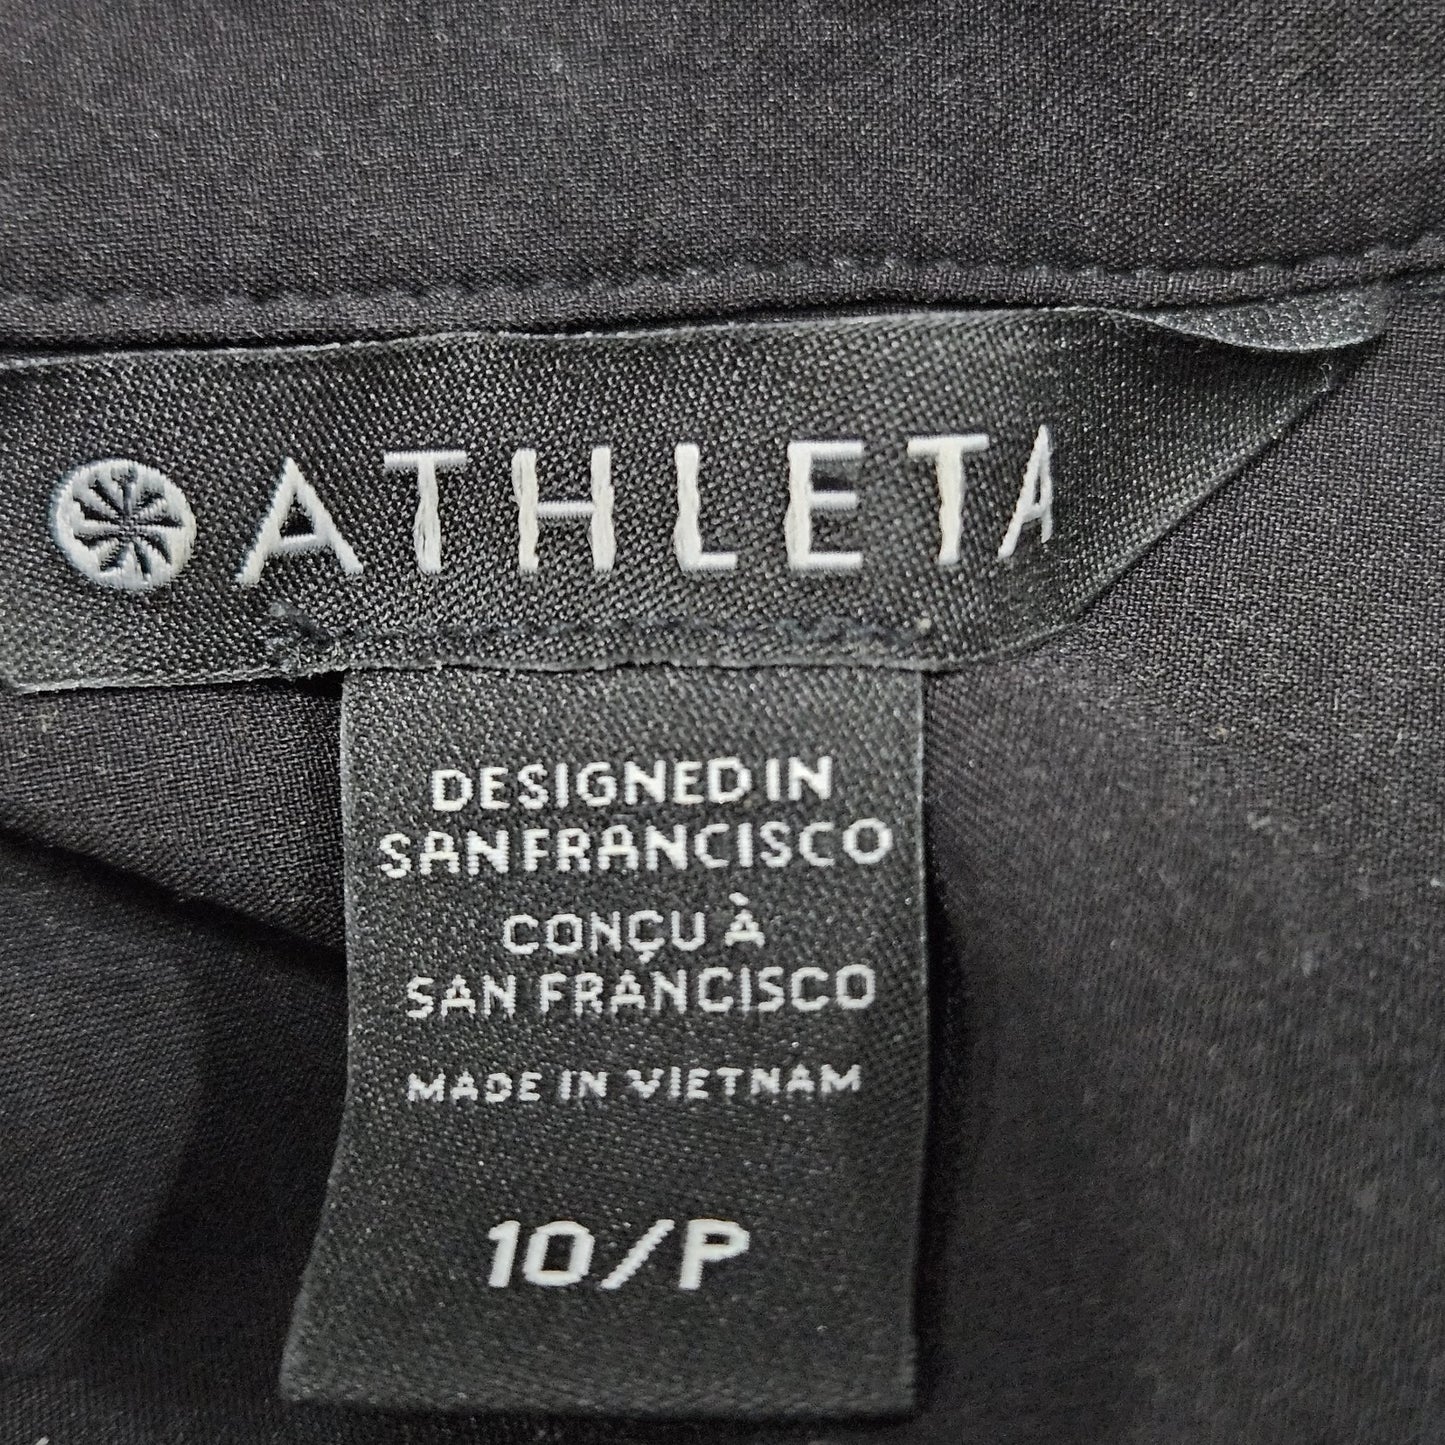 ATHLETA
DESIGNED IN
SAN FRANCISCO
CONÇU À
SAN FRANCISCO
MADE IN VIETNAM
10/P